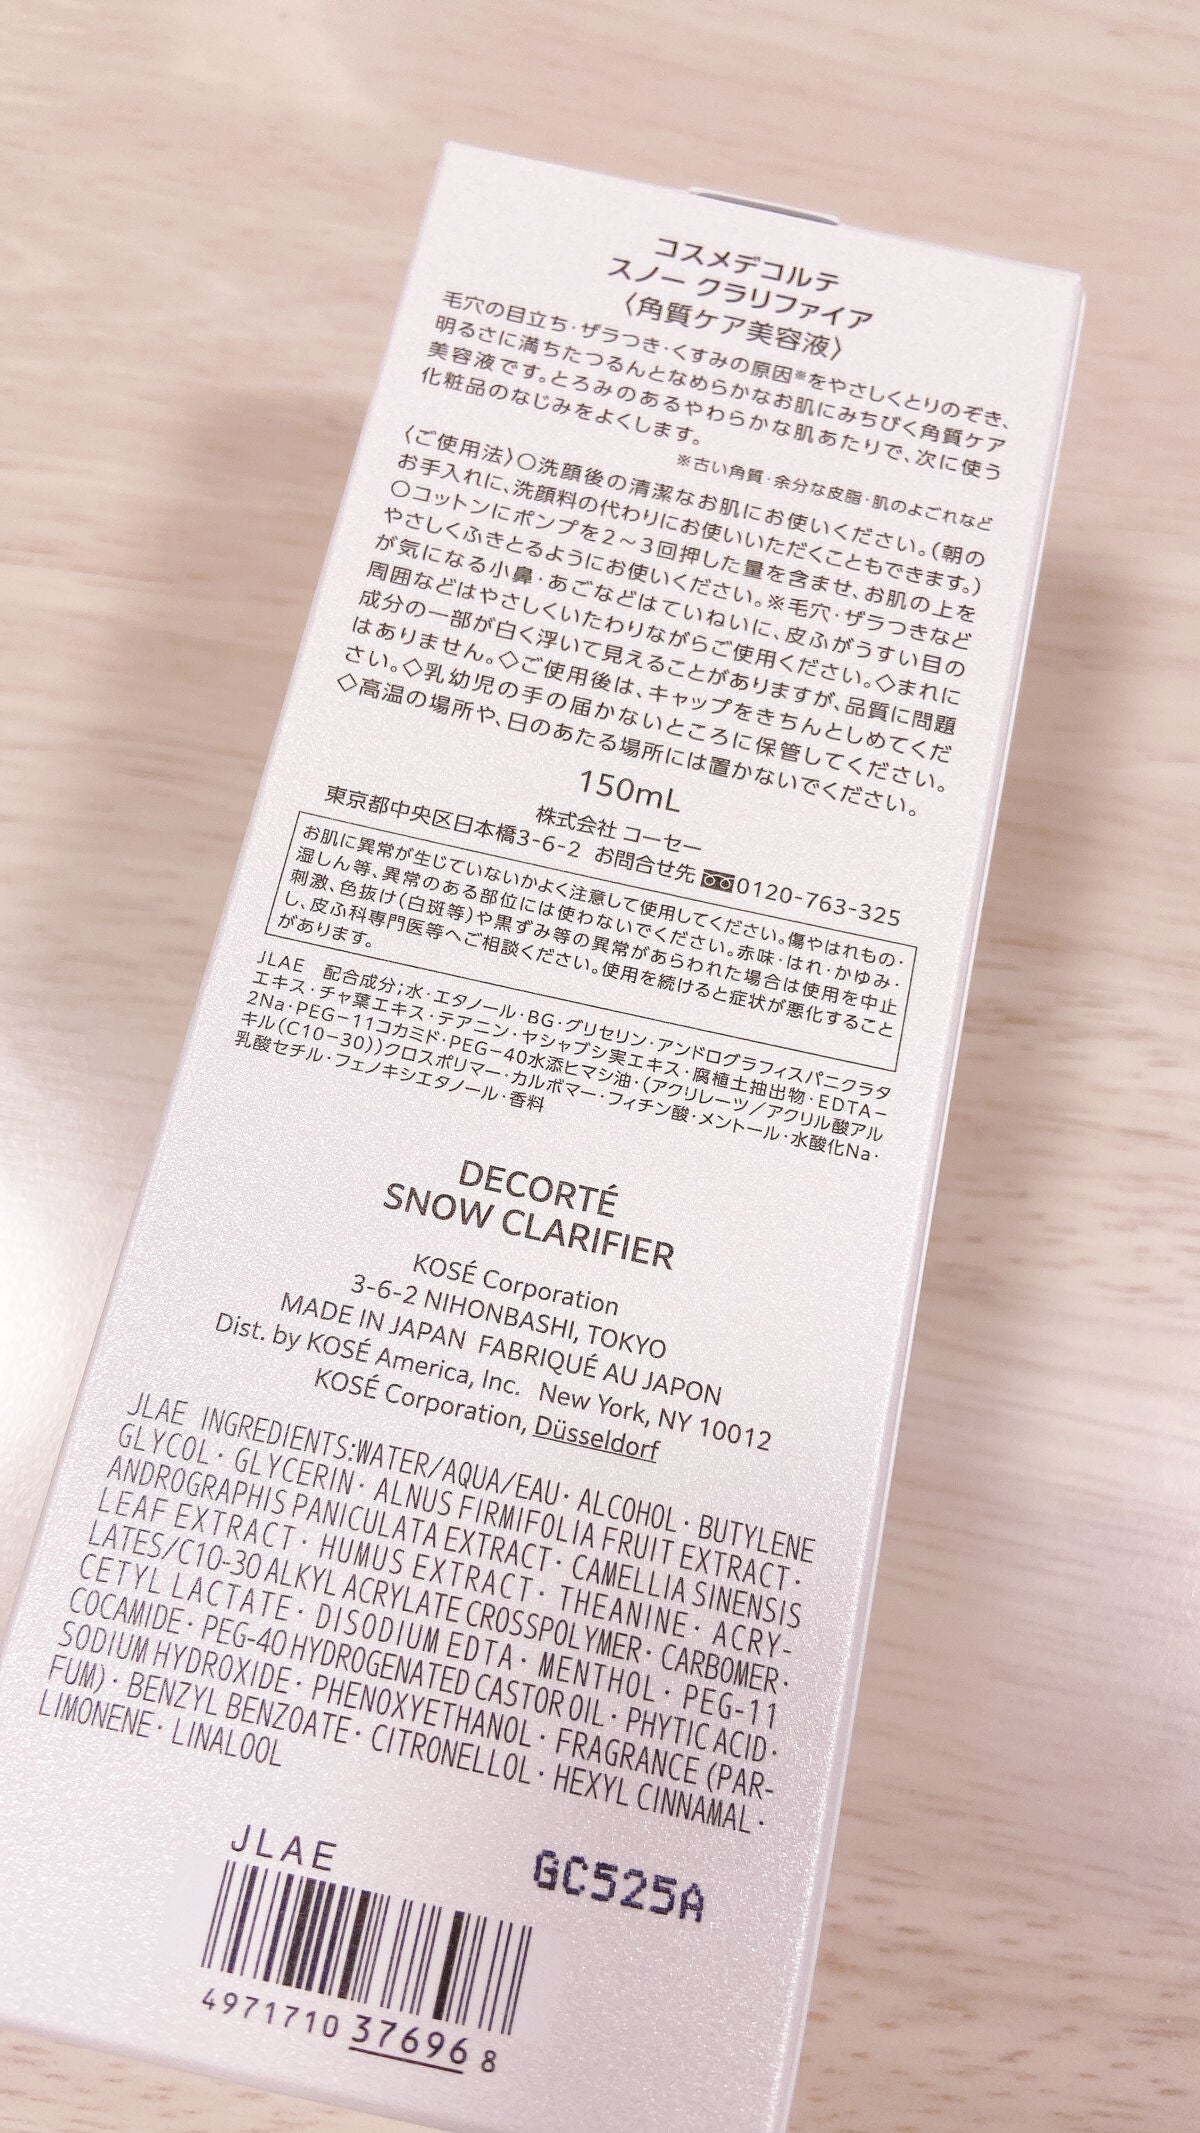 コスメデコルテ
スノー クラリファイア
〈角質ケア美容液〉
毛穴の目立ち・ザラつき・くすみの原因※をやさしくとりのぞき、
明るさに満ちたつるんとなめらかなお肌にみちびく角質ケア
美容液です。とろみのあるやわらかな肌あたりで、次に使う
化粧品のなじみをよくします。
※古い角質・余分な皮脂・肌のよごれなど
〈ご使用法〉○洗顔後の清潔なお肌にお使いください。(朝の
お手入れに、洗顔料の代わりにお使いいただくこともできます。)
○コットンにポンプを2～3回押した量を含ませ、お肌の上を
やさしくふきとるようにお使いください。※毛穴・ザラつきなど
が気になる小鼻・あごなどはていねいに、皮ふがうすい目の
周囲などはやさしくいたわりながらご使用ください。◇まれに
成分の一部が白く浮いて見えることがありますが、品質に問題
はありません。◇ご使用後は、キャップをきちんとしめてくだ
さい。◇乳幼児の手の届かないところに保管してください。
◇高温の場所や、日のあたる場所には置かないでください。
150mL
株式会社 コーセー
東京都中央区日本橋3-6-2 お問合せ先 0120-763-325
お肌に異常が生じていないかよく注意して使用してください。傷やはれもの・
湿しん等、異常のある部位には使わないでください。赤味・はれ・かゆみ・
刺激、色抜け(白斑等)や黒ずみ等の異常があらわれた場合は使用を中止
し、皮ふ科専門医等へご相談ください。使用を続けると症状が悪化すること
があります。
JLAE 配合成分;水・エタノール・BG・グリセリン・アンドログラフィスパニクラタ
エキス・チャ葉エキス・テアニン・ヤシャブシ実エキス・腐植土抽出物・EDTA－
2Na・PEG－11コカミド・PEG－40水添ヒマシ油・(アクリレーツ／アクリル酸アル
キル(C10－30))クロスポリマー・カルボマー・フィチン酸・メントール・水酸化Na・
乳酸セチル・フェノキシエタノール・香料
DECORTÉ
SNOW CLARIFIER
KOSÉ Corporation
3-6-2 NIHONBASHI, TOKYO
MADE IN JAPAN FABRIQUÉ AU JAPON
Dist. by KOSÉ America, Inc. New York, NY 10012
KOSÉ Corporation, Düsseldorf
JLAE INGREDIENTS:WATER/AQUA/EAU・ALCOHOL・BUTYLENE
GLYCOL・GLYCERIN・ALNUS FIRMIFOLIA FRUIT EXTRACT・
ANDROGRAPHIS PANICULATA EXTRACT・CAMELLIA SINENSIS
LEAF EXTRACT・HUMUS EXTRACT・THEANINE・ACRY-
LATES/C10-30 ALKYL ACRYLATE CROSSPOLYMER・CARBOMER・
CETYL LACTATE・DISODIUM EDTA・MENTHOL・PEG-11
COCAMIDE・PEG-40 HYDROGENATED CASTOR OIL・PHYTIC ACID・
SODIUM HYDROXIDE・PHENOXYETHANOL・FRAGRANCE (PAR-
FUM)・BENZYL BENZOATE・CITRONELLOL・HEXYL CINNAMAL・
LIMONENE・LINALOOL
JLAE
GC525A
4971710 37696 8